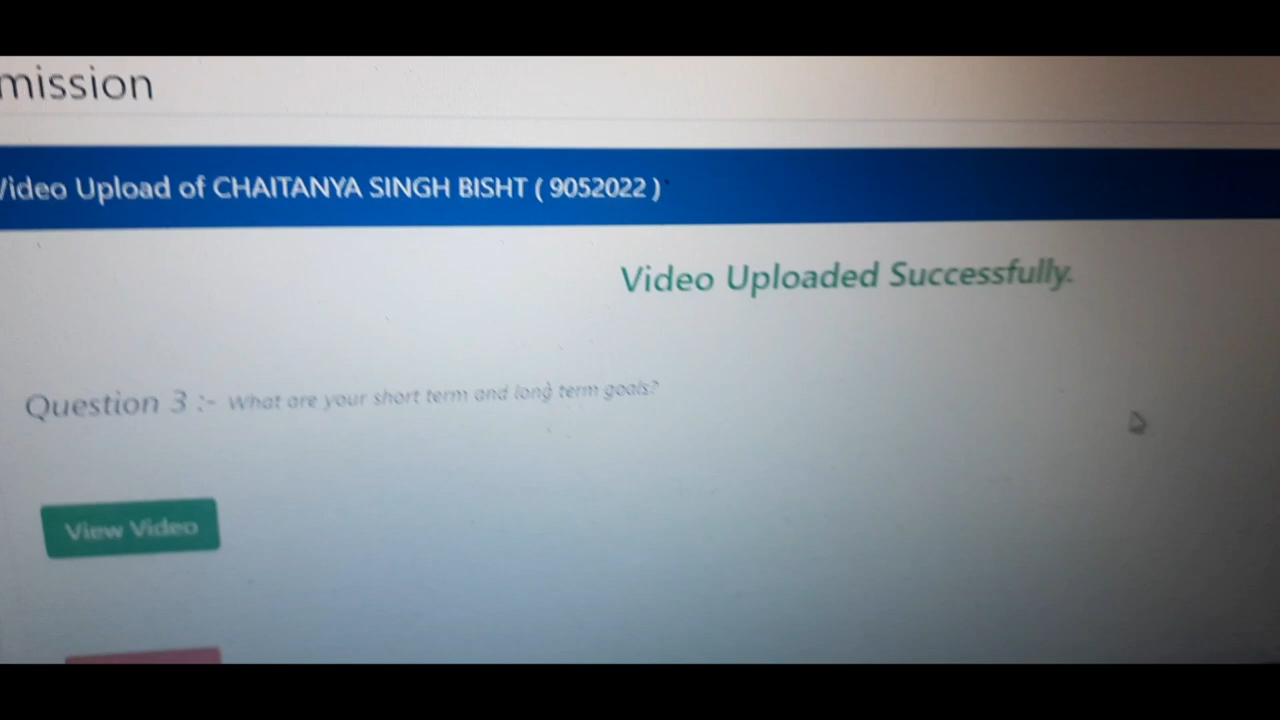 mission
Video Upload of CHAITANYA SINGH BISHT ( 9052022 )
Video Uploaded Successfully.
Question 3 :- What are your short term and long term goals?
View Video